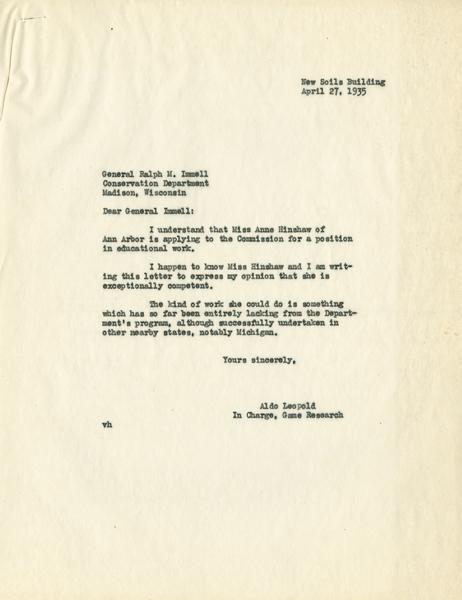 New Soils Building
April 27, 1935
General Ralph M. Immell
Conservation Department
Madison, Wisconsin
Dear General Immell:
I understand that Miss Anne Hinshaw of
Ann Arbor is applying to the Commission for a position
in educational work.
I happen to know Miss Hinshaw and I am writ-
ing this letter to express my opinion that she is
exceptionally competent.
The kind of work she could do is something
which has so far been entirely lacking from the Depart-
ment's program, although successfully undertaken in
other nearby states, notably Michigan.
Yours sincerely,
Aldo Leopold
In Charge, Game Research
vh